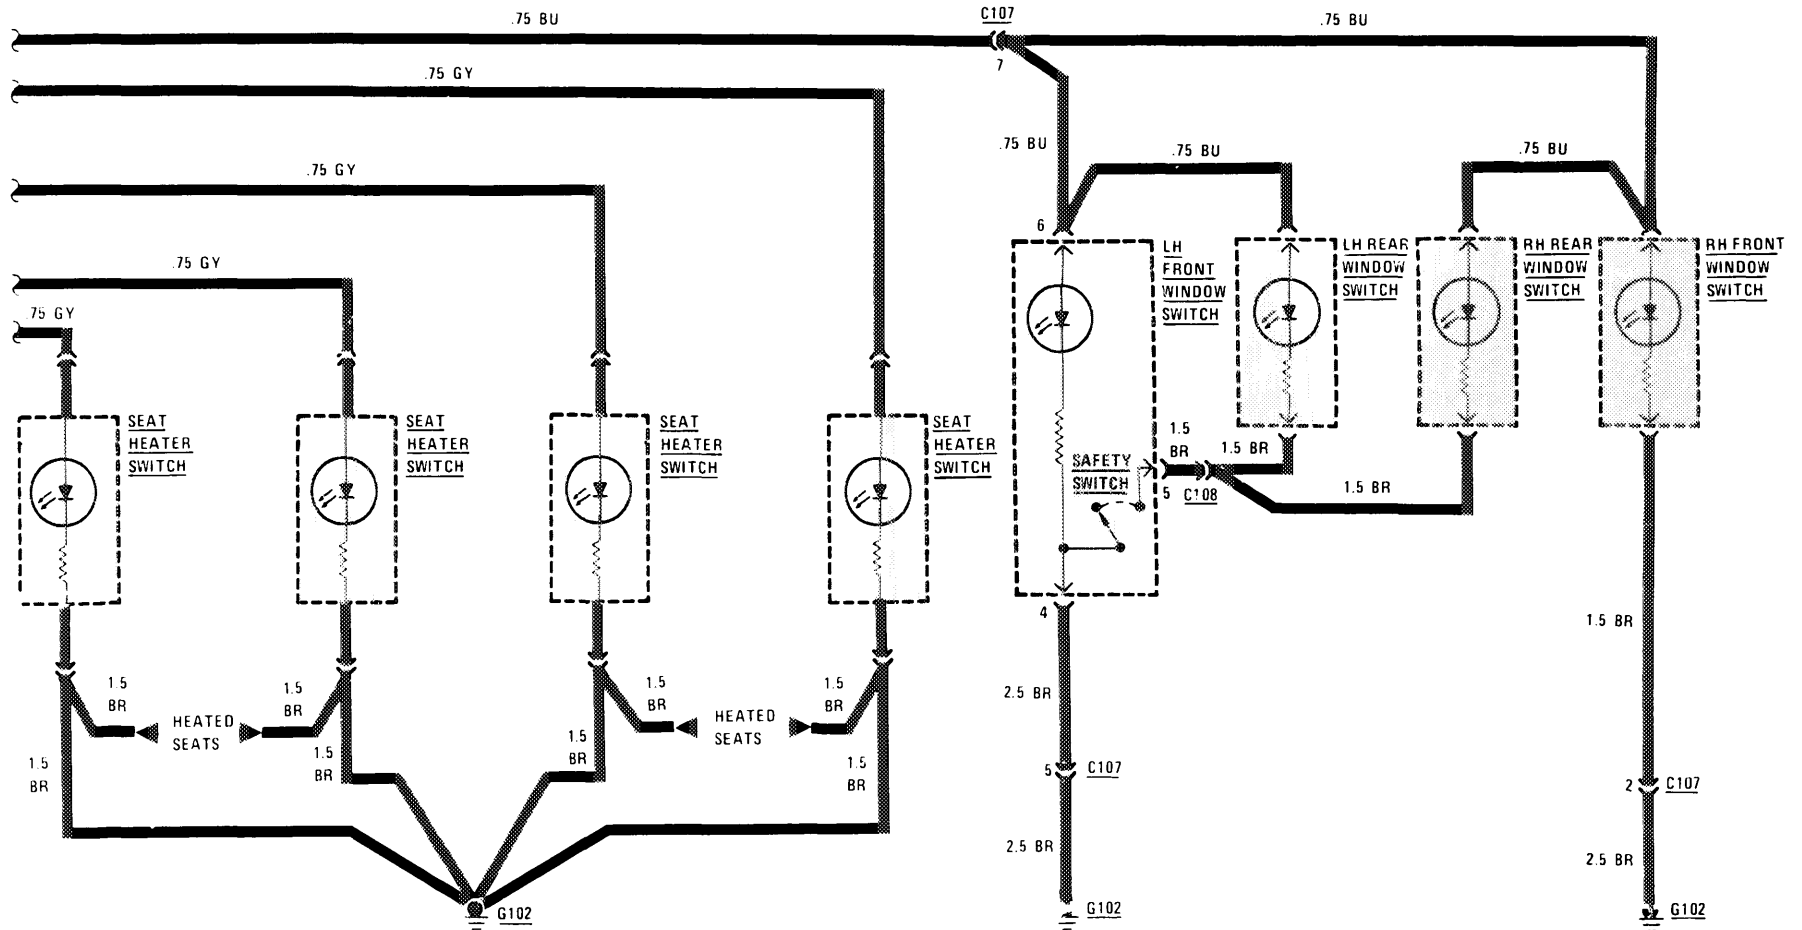 .75 BU
C107
.75 BU
7
.75 GY
.75 BU
.75 BU
.75 BU
.75 GY
6
LH
FRONT
WINDOW
SWITCH
LH REAR
WINDOW
SWITCH
RH REAR
WINDOW
SWITCH
RH FRONT
WINDOW
SWITCH
.75 GY
.75 GY
SEAT
HEATER
SWITCH
SEAT
HEATER
SWITCH
SEAT
HEATER
SWITCH
SEAT
HEATER
SWITCH
1.5
BR
1.5 BR
SAFETY
SWITCH
5
C108
1.5 BR
4
1.5 BR
1.5
BR
HEATED
SEATS
1.5
BR
1.5
BR
HEATED
SEATS
1.5
BR
2.5 BR
1.5
BR
1.5
BR
1.5
BR
1.5
BR
5
C107
2
C107
2.5 BR
2.5 BR
G102
G102
G102